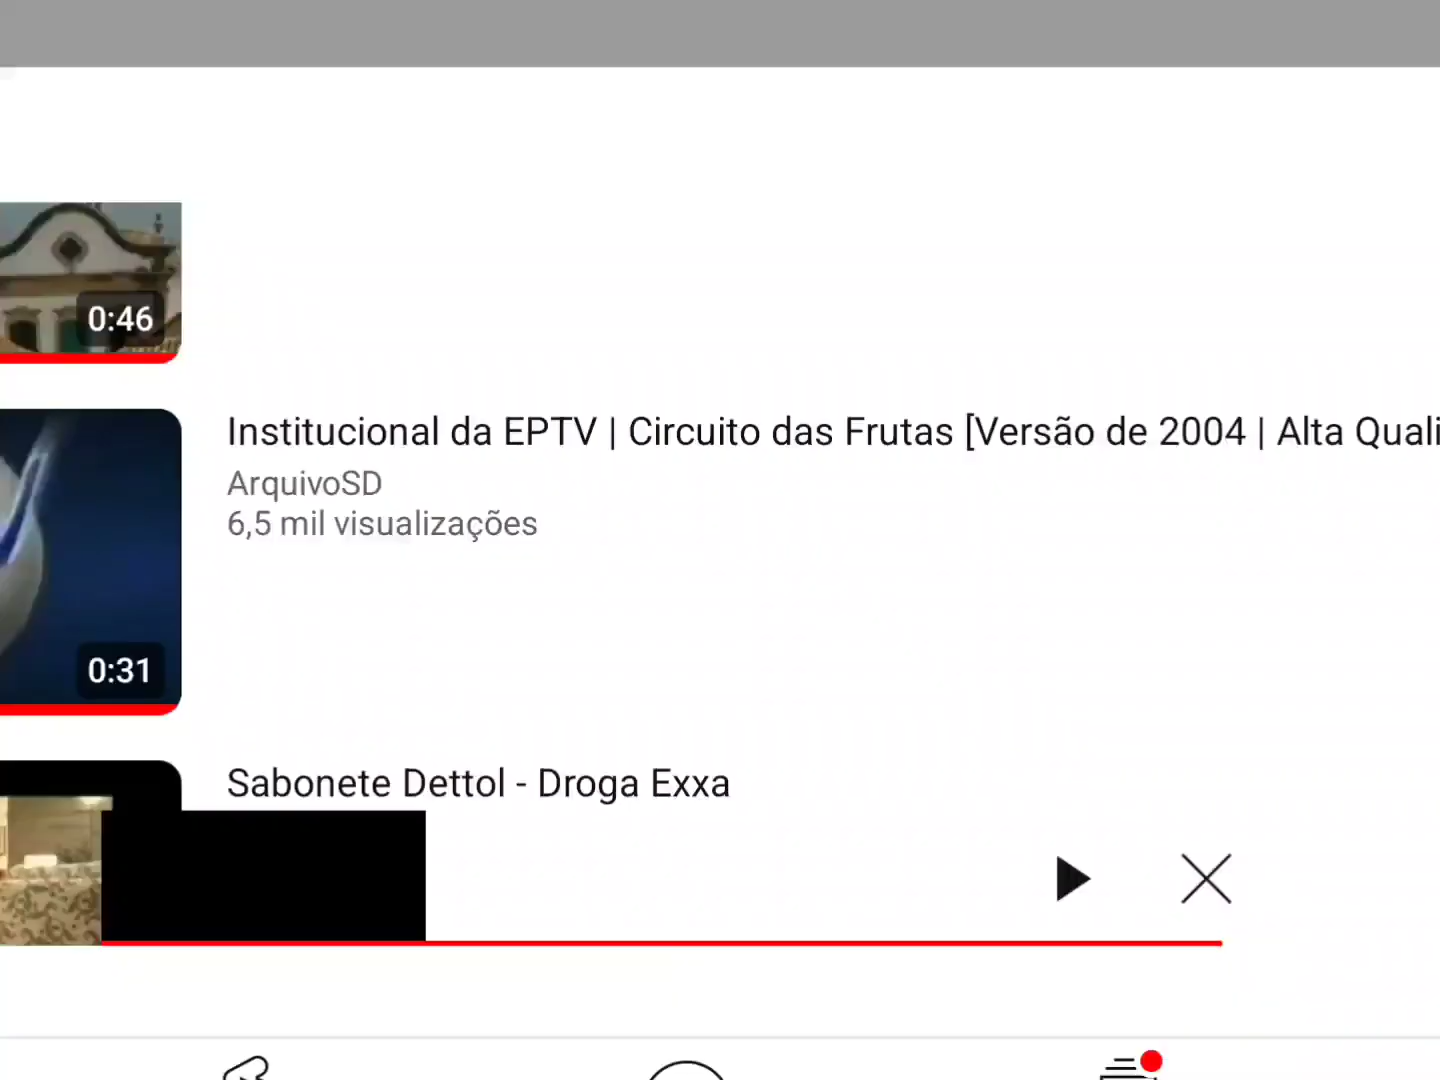 0:46
Institucional da EPTV | Circuito das Frutas [Versão de 2004 | Alta Quali
ArquivoSD
6,5 mil visualizações
0:31
Sabonete Dettol - Droga Exxa